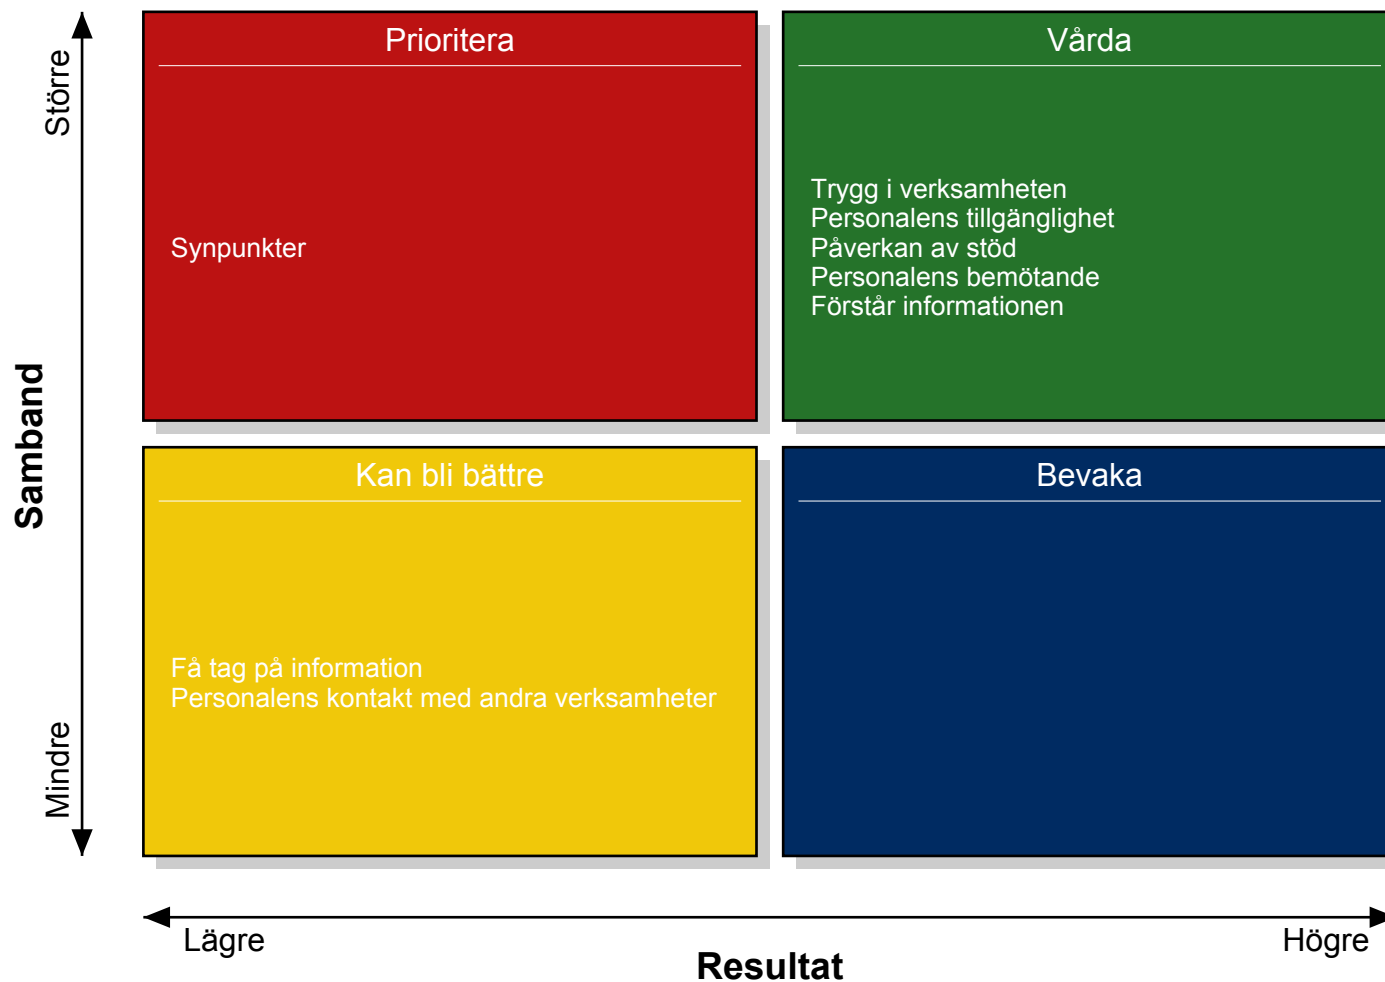 Större
Samband
Mindre
Prioritera
Synpunkter
Vårda
Trygg i verksamheten
Personalens tillgänglighet
Påverkan av stöd
Personalens bemötande
Förstår informationen
Kan bli bättre
Få tag på information
Personalens kontakt med andra verksamheter
Bevaka
Lägre
Högre
Resultat